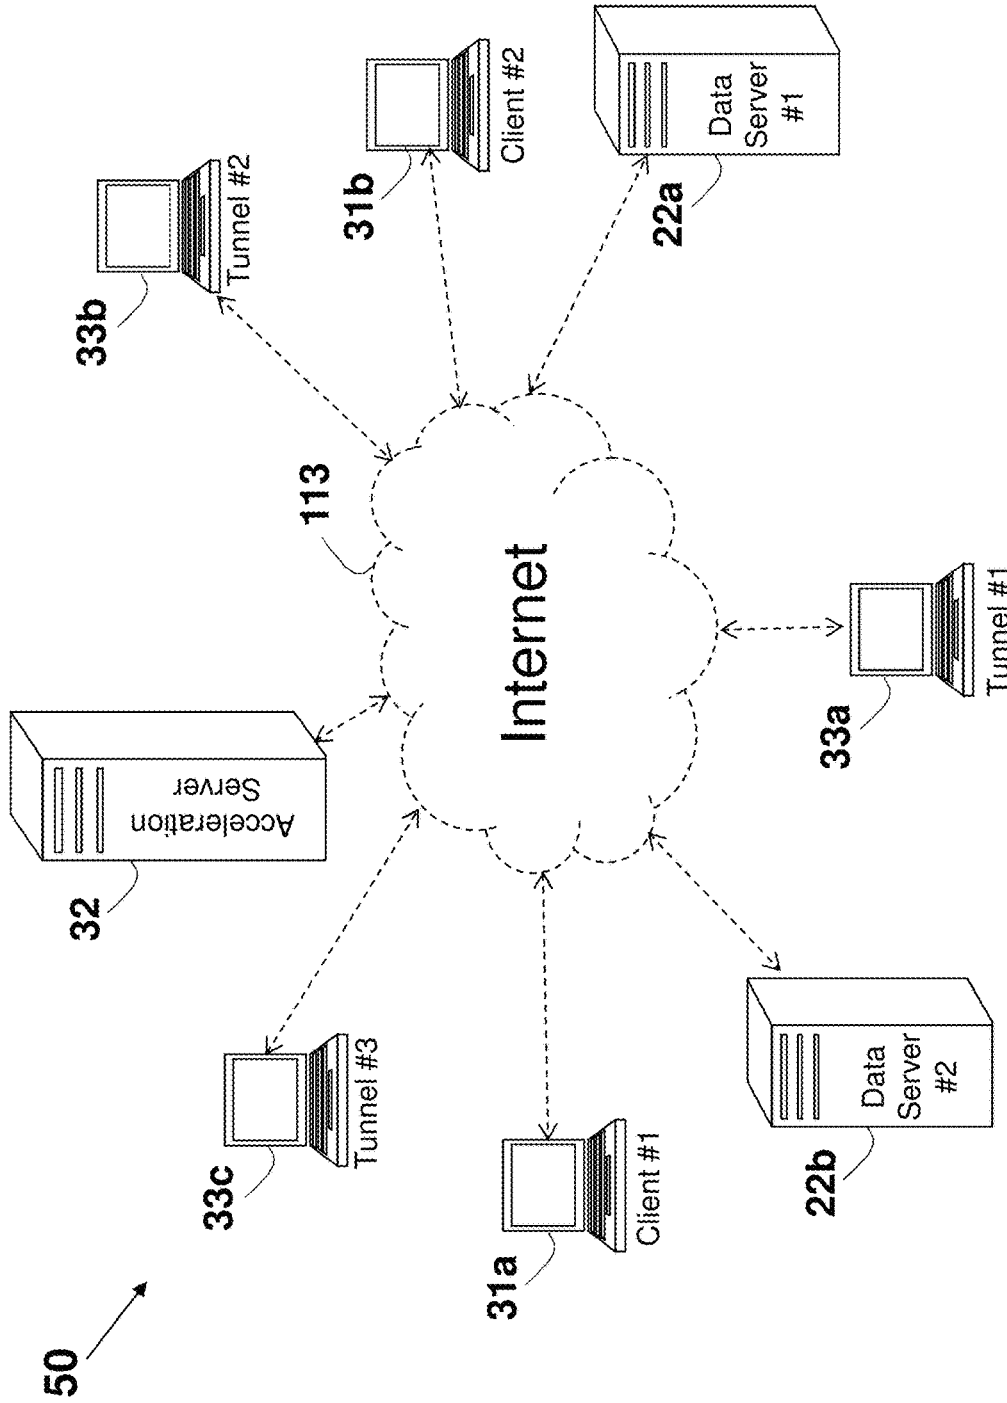 50
32
Acceleration
Server
33b
Tunnel #2
33c
Tunnel #3
113
31b
Client #2
Internet
31a
Client #1
22a
Data
Server
#1
22b
Data
Server
#2
33a
Tunnel #1